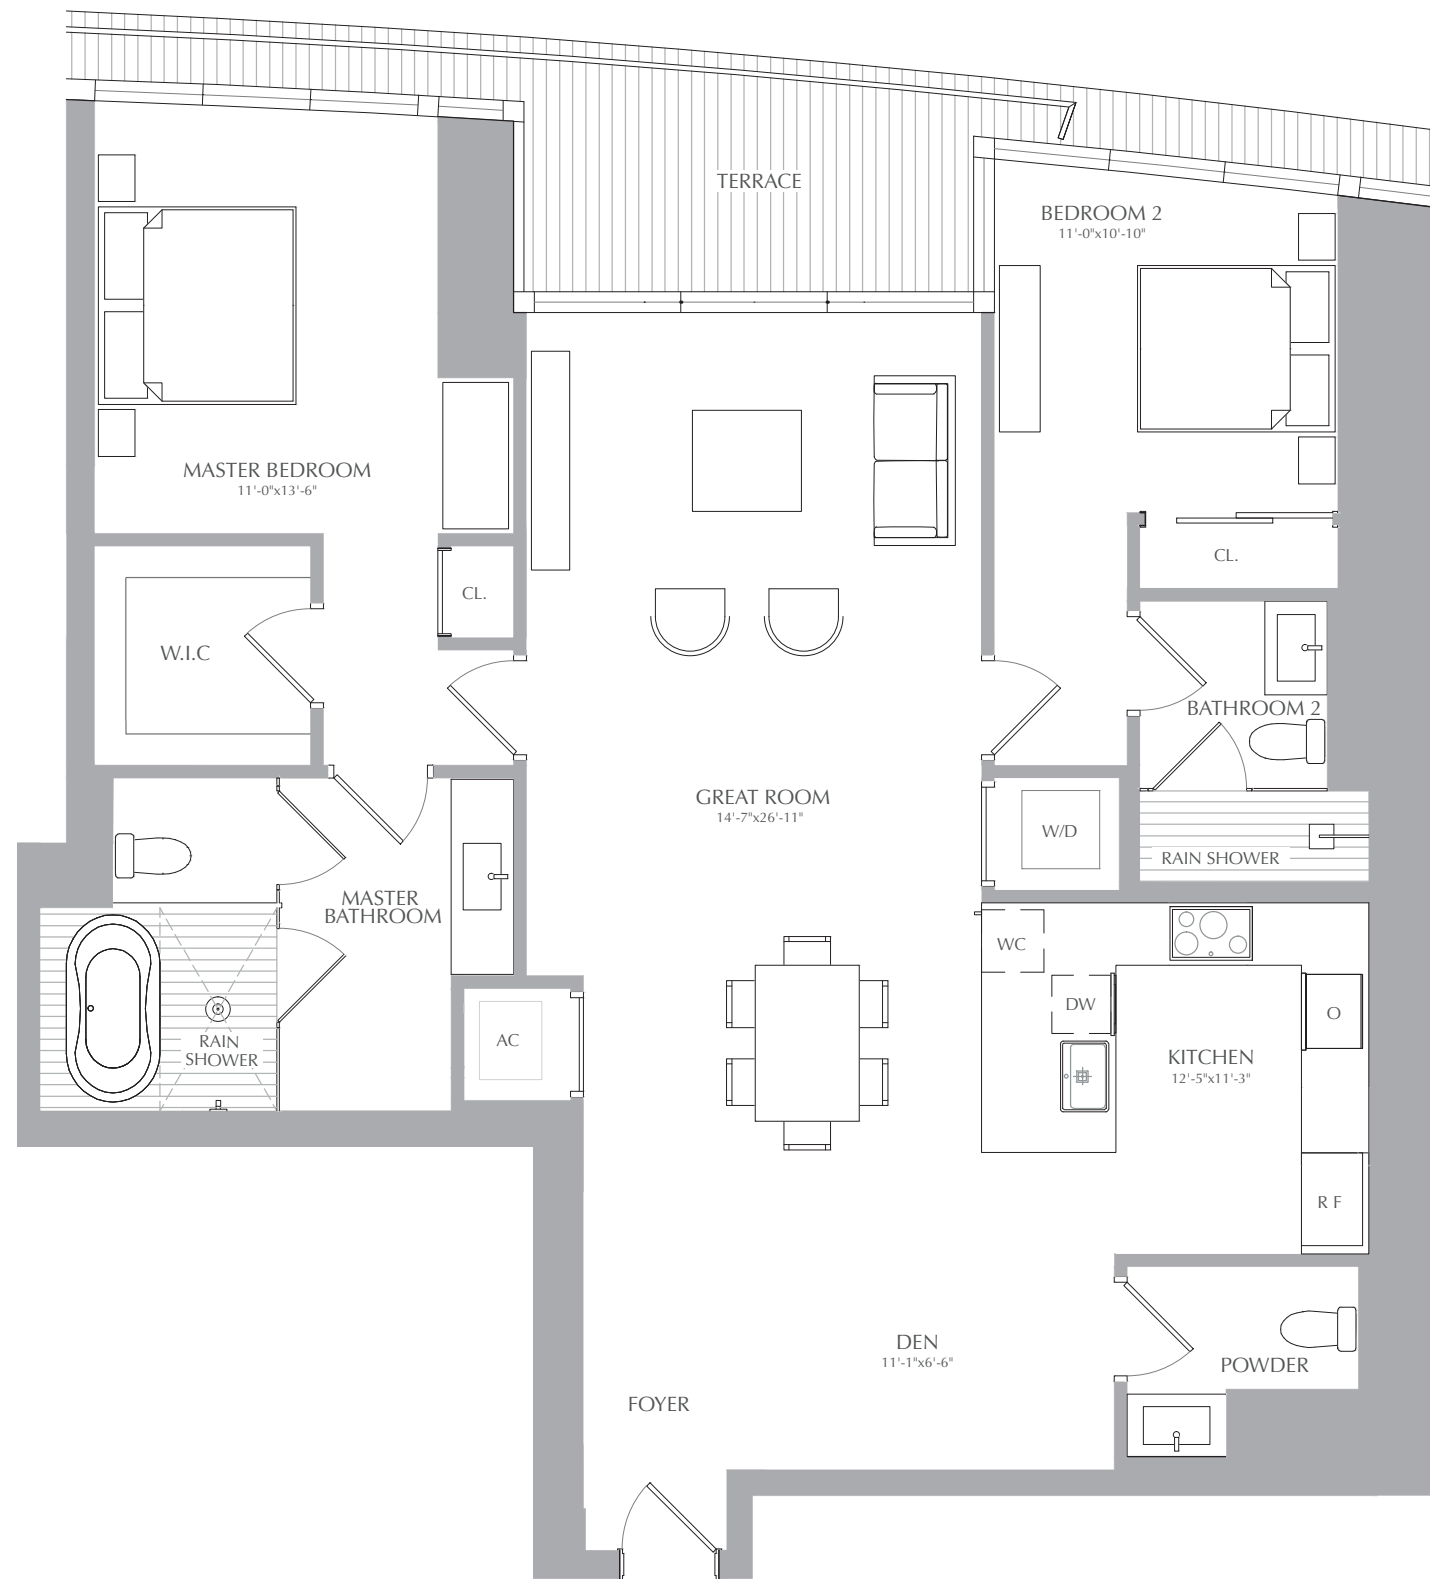 TERRACE
BEDROOM 2
11'-0"x10'-10"
MASTER BEDROOM
11'-0"x13'-6"
CL.
CL.
W.I.C
BATHROOM 2
GREAT ROOM
14'-7"x26'-11"
W/D
RAIN SHOWER
MASTER
BATHROOM
WC
DW
O
AC
RAIN
SHOWER
KITCHEN
12'-5"x11'-3"
R F
DEN
11'-1"x6'-6"
POWDER
FOYER